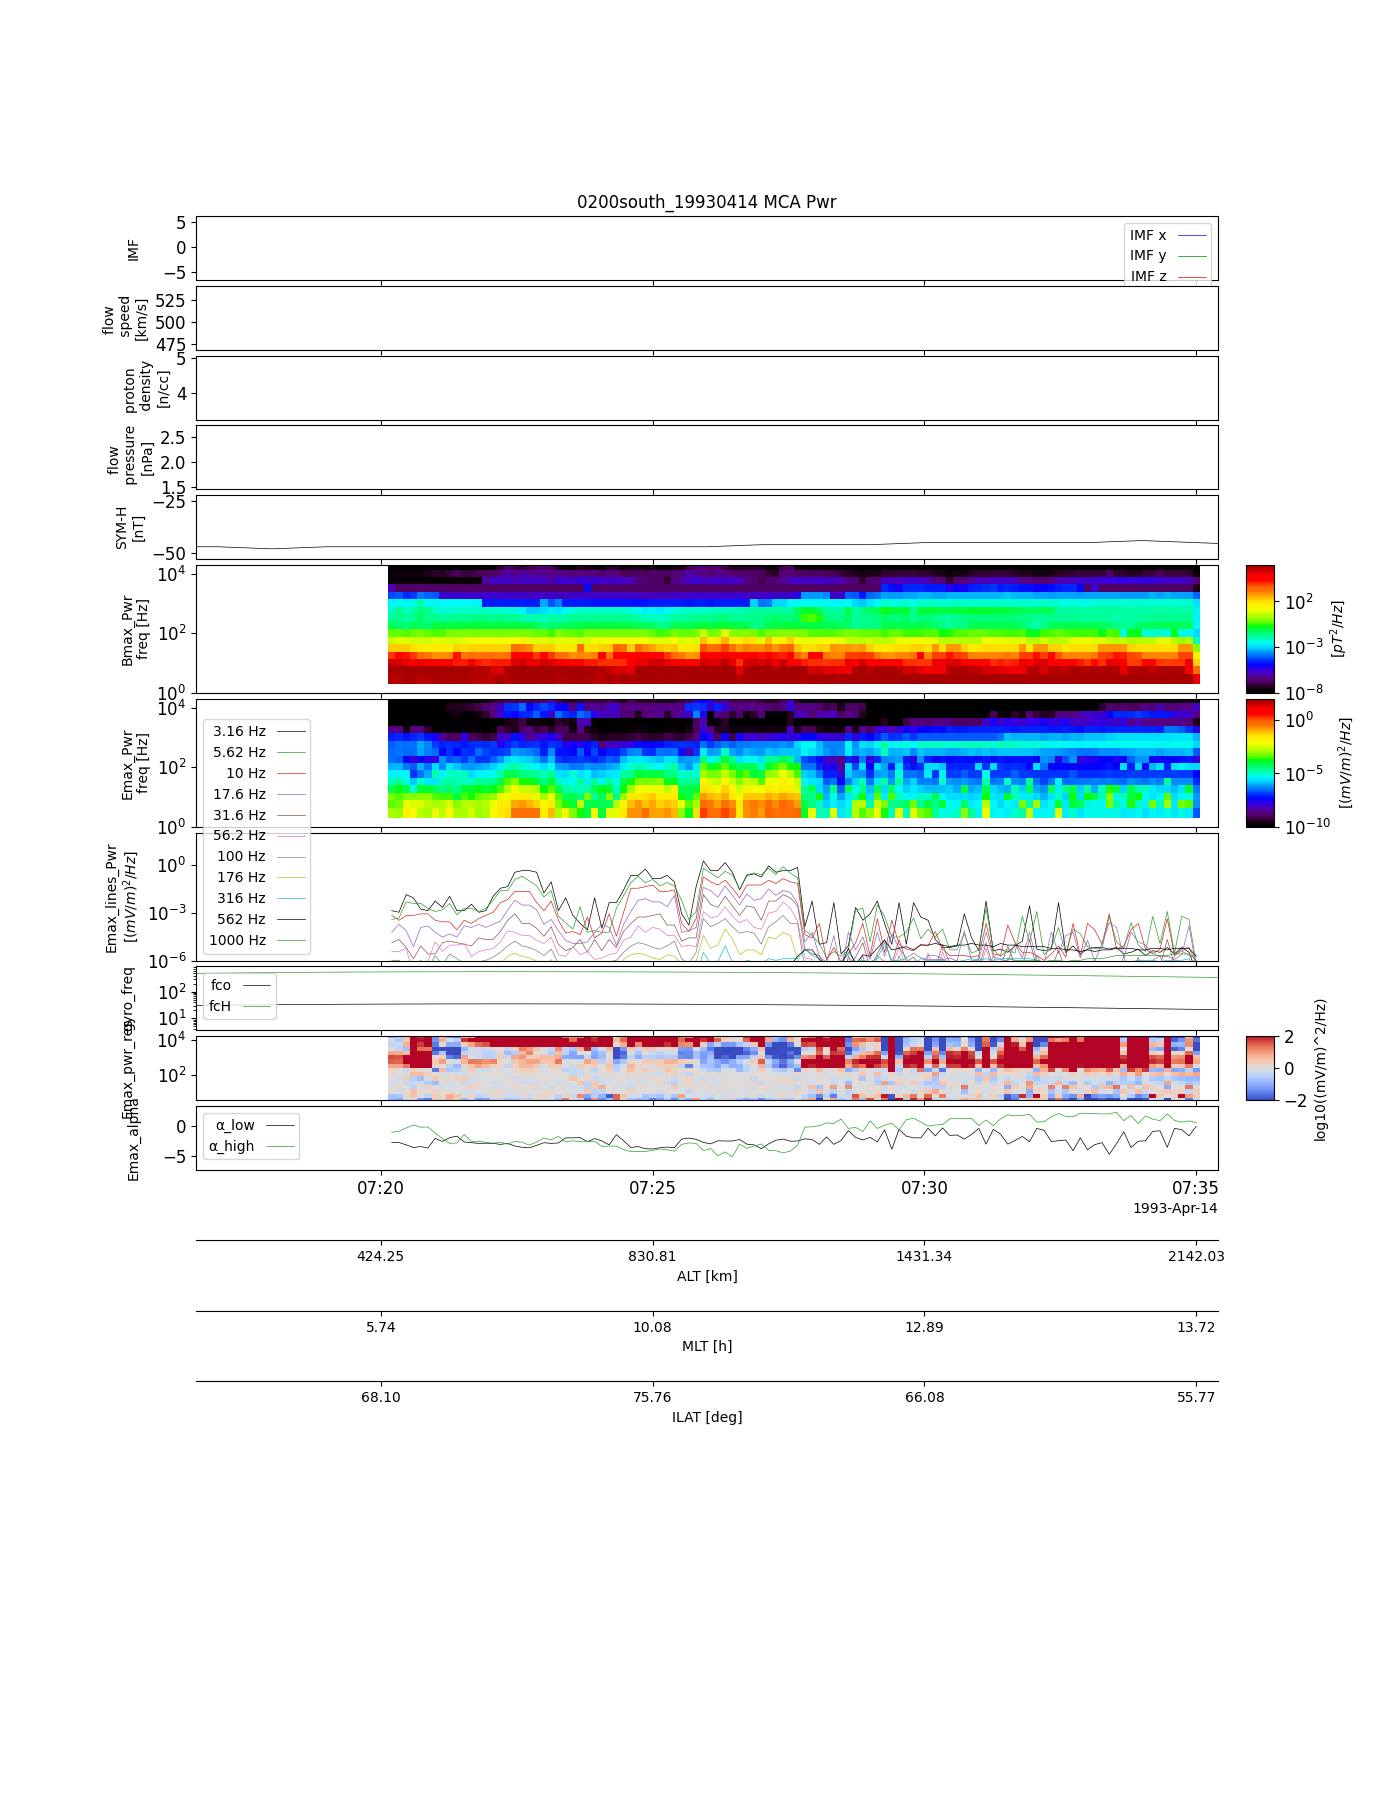 0200south_19930414 MCA Pwr
IMF
5
0
−5
IMF x
IMF y
IMF z
flow
speed
[km/s]
525
500
475
proton
density
[n/cc]
5
4
flow
pressure
[nPa]
2.5
2.0
1.5
SYM-H
[nT]
−25
−50
Bmax_Pwr
freq [Hz]
10^4
10^2
10^0
10^2
10^−3
10^−8
[pT^2/Hz]
Emax_Pwr
freq [Hz]
10^4
10^2
10^0
10^0
10^−5
10^−10
[(mV/m)^2/Hz]
3.16 Hz
5.62 Hz
10 Hz
17.6 Hz
31.6 Hz
56.2 Hz
100 Hz
176 Hz
316 Hz
562 Hz
1000 Hz
Emax_lines_Pwr
[(mV/m)^2/Hz]
10^0
10^−3
10^−6
gyro_freq
10^2
10^1
fco
fcH
Emax_pwr_res
10^4
10^2
2
0
−2
log10((mV/m)^2/Hz)
Emax_alpha
0
−5
α_low
α_high
07:20
07:25
07:30
07:35
1993-Apr-14
424.25
830.81
1431.34
2142.03
ALT [km]
5.74
10.08
12.89
13.72
MLT [h]
68.10
75.76
66.08
55.77
ILAT [deg]